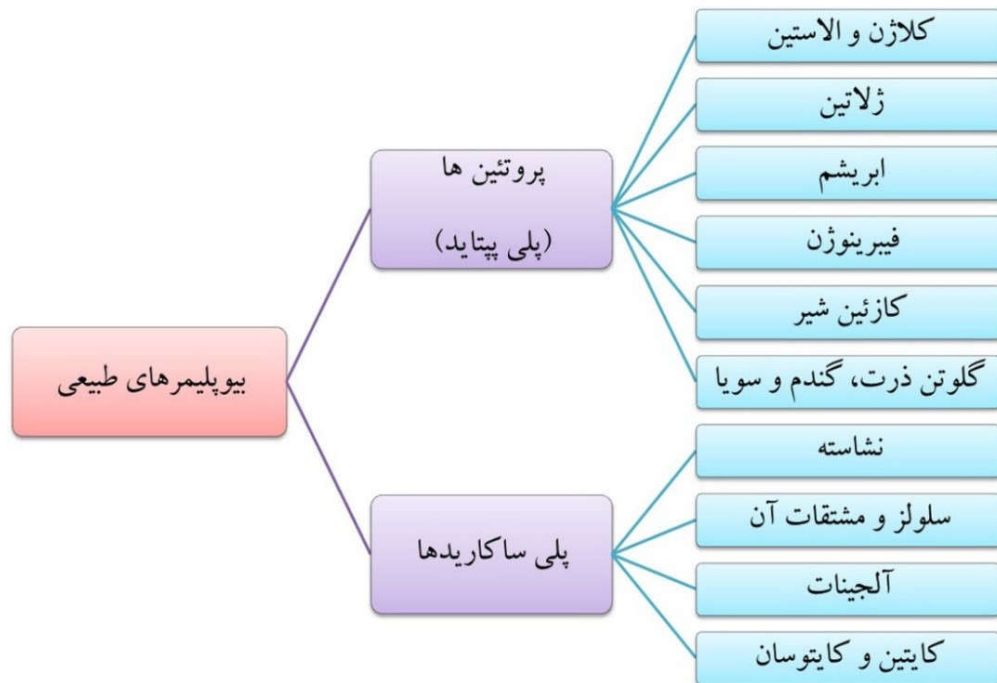 بیوپلیمرهای طبیعی
پروتئین ها
(پلی پپتاید)
کلاژن و الاستین
ژلاتین
ابریشم
فیبرینوژن
کازئین شیر
گلوتن ذرت، گندم و سویا
پلی ساکاریدها
نشاسته
سلولز و مشتقات آن
آلجینات
کایتین و کایتوسان